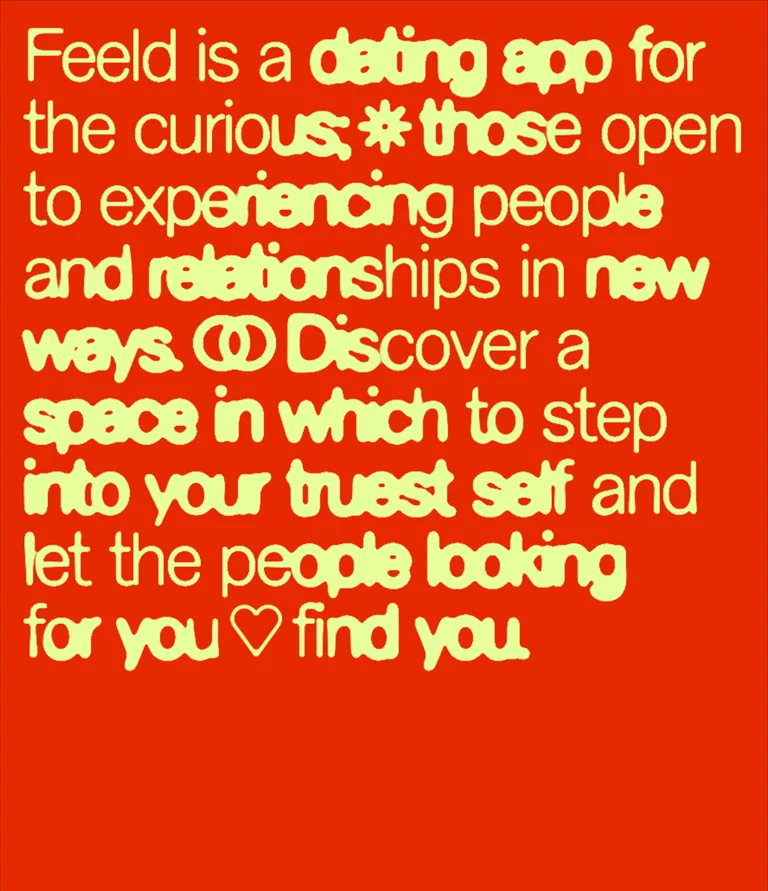 Feeld is a dating app for
the curious; * those open
to experiencing people
and relationships in new
ways. ⚭ Discover a
space in which to step
into your truest self and
let the people looking
for you ♡ find you.